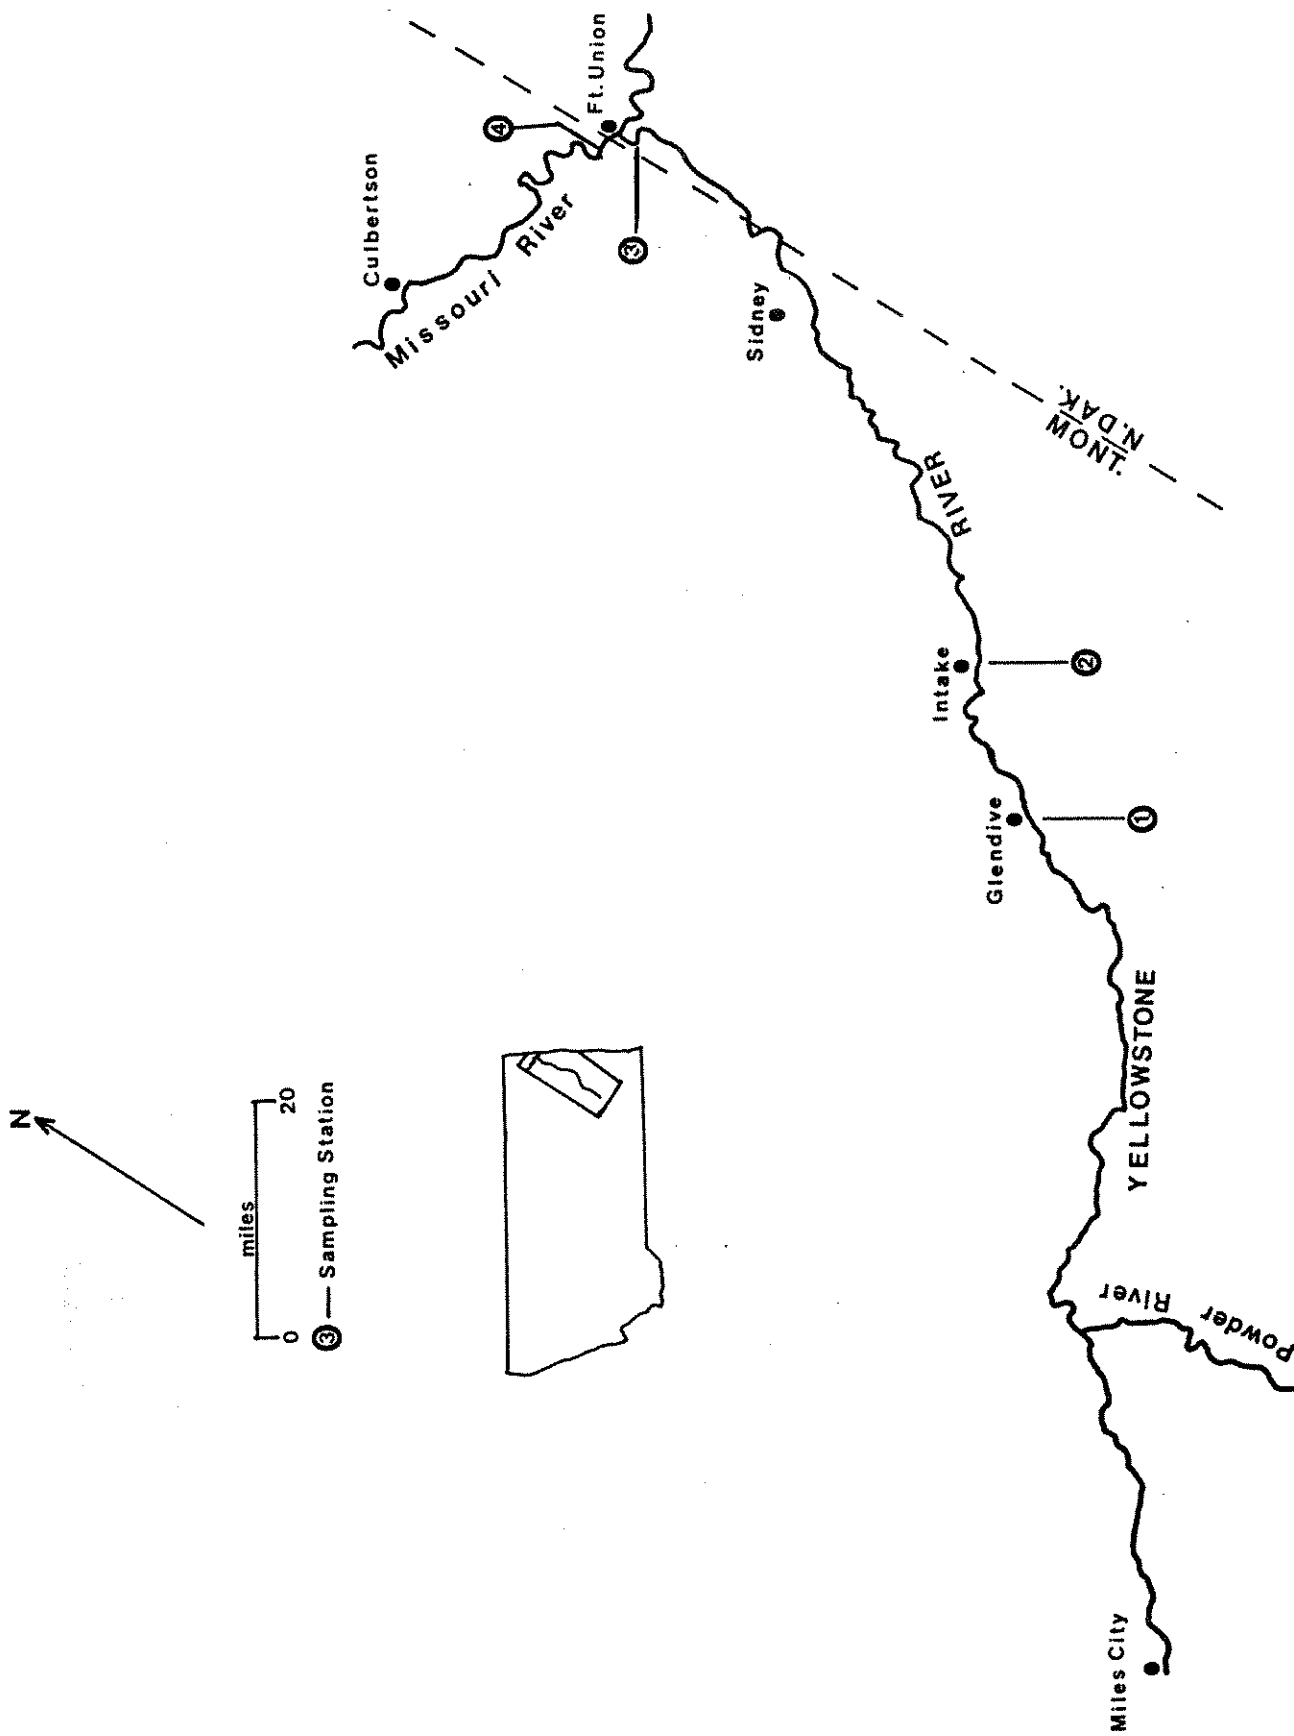 N
miles
0 20
③ — Sampling Station
Culbertson
Missouri River
④
Ft. Union
③
Sidney
MONT.
N. DAK.
YELLOWSTONE RIVER
Intake
②
Glendive
①
Powder River
Miles City